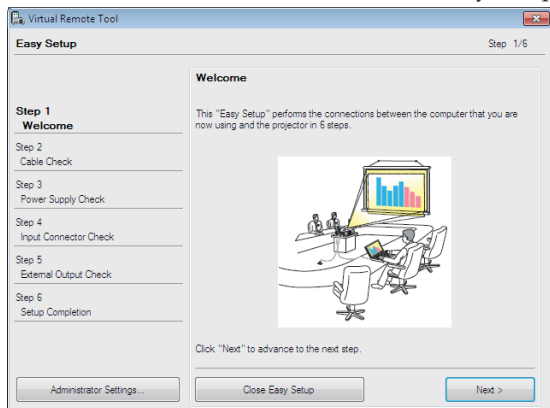 Virtual Remote Tool
Easy Setup
Step 1/6
Welcome
This "Easy Setup" performs the connections between the computer that you are
now using and the projector in 6 steps.
Step 1
Welcome
Step 2
Cable Check
Step 3
Power Supply Check
Step 4
Input Connector Check
Step 5
External Output Check
Step 6
Setup Completion
Click "Next" to advance to the next step.
Administrator Settings...
Close Easy Setup
Next >